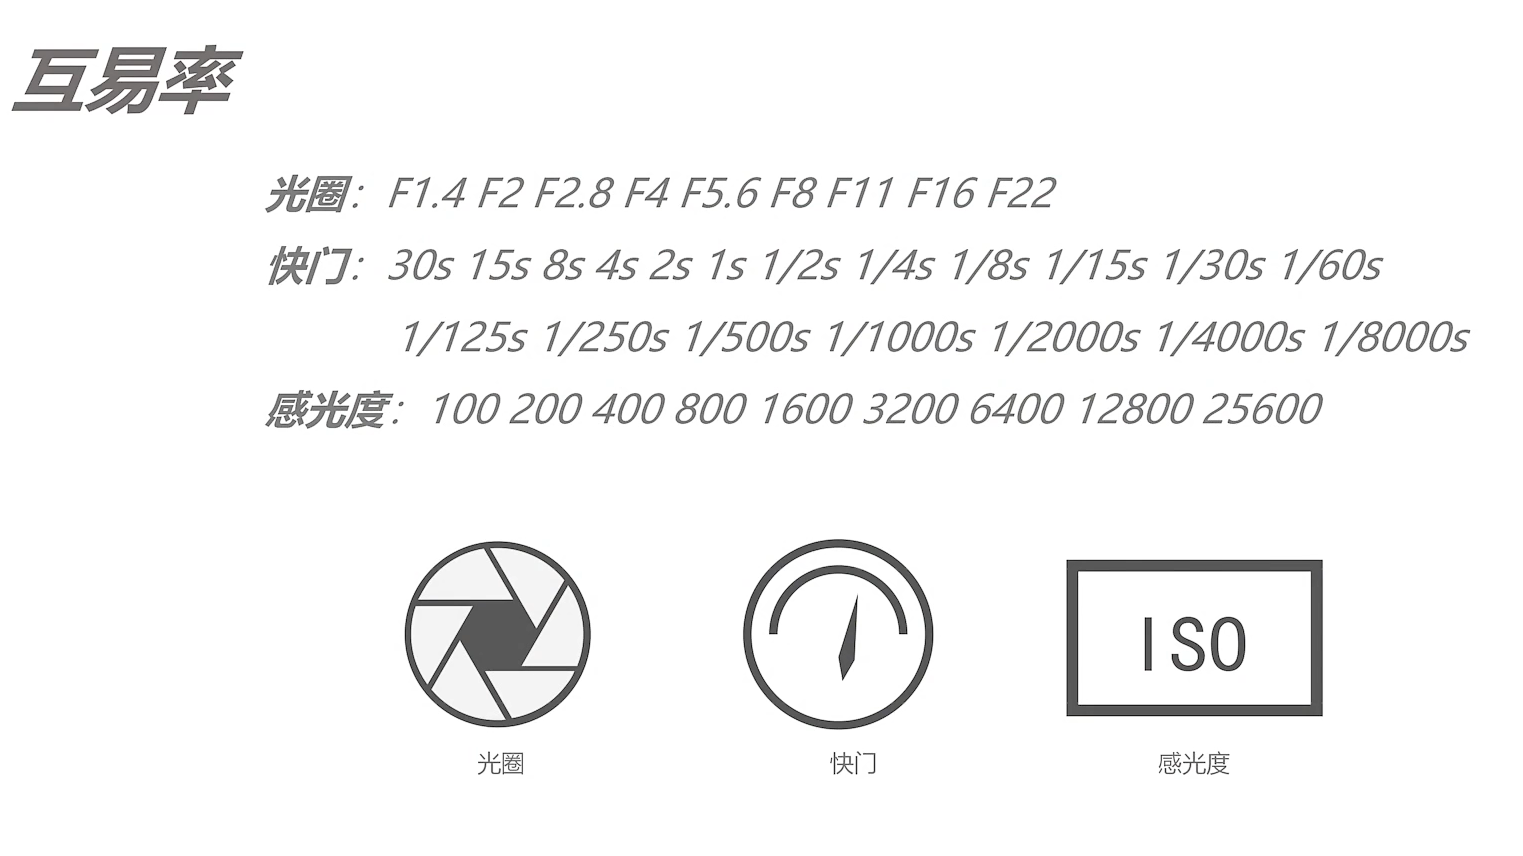 互易率
光圈：F1.4 F2 F2.8 F4 F5.6 F8 F11 F16 F22
快门：30s 15s 8s 4s 2s 1s 1/2s 1/4s 1/8s 1/15s 1/30s 1/60s
1/125s 1/250s 1/500s 1/1000s 1/2000s 1/4000s 1/8000s
感光度：100 200 400 800 1600 3200 6400 12800 25600
ISO
光圈 快门 感光度